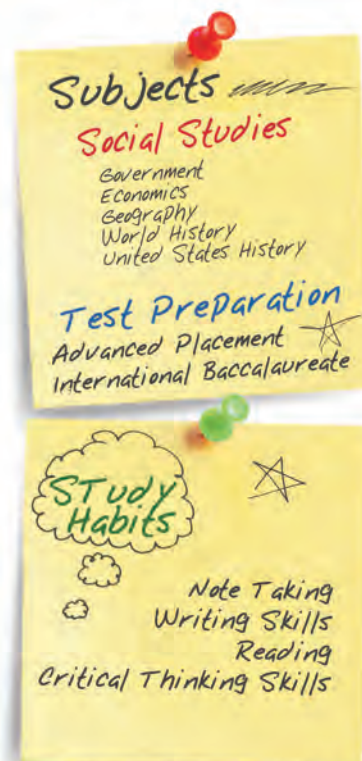 Subjects
Social Studies
Government
Economics
Geography
World History
United States History
Test Preparation
Advanced Placement
International Baccalaureate
Study
Habits
Note Taking
Writing Skills
Reading
Critical Thinking Skills